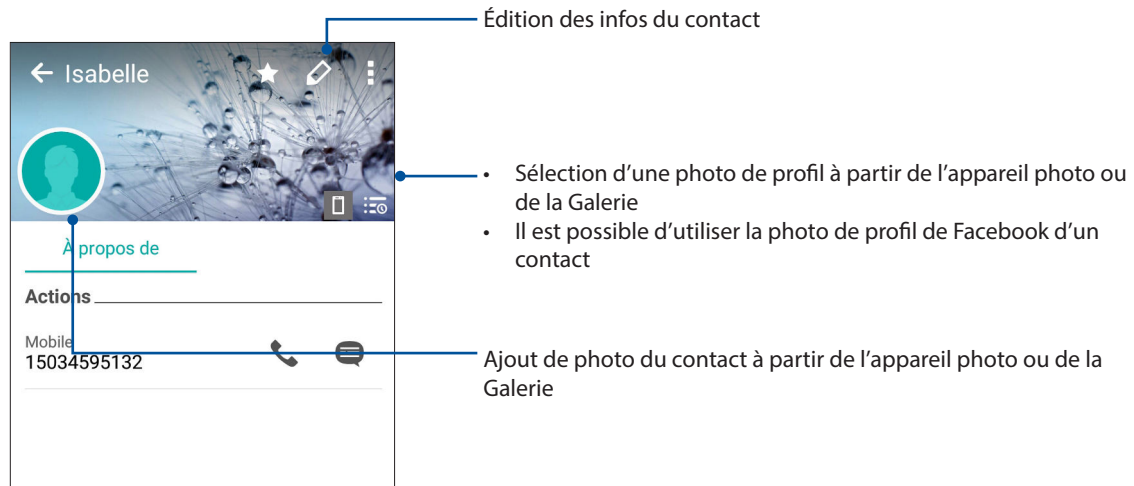 Édition des infos du contact
Isabelle
• Sélection d’une photo de profil à partir de l’appareil photo ou
de la Galerie
• Il est possible d’utiliser la photo de profil de Facebook d’un
contact
À propos de
Actions
Mobile
15034595132
Ajout de photo du contact à partir de l’appareil photo ou de la
Galerie